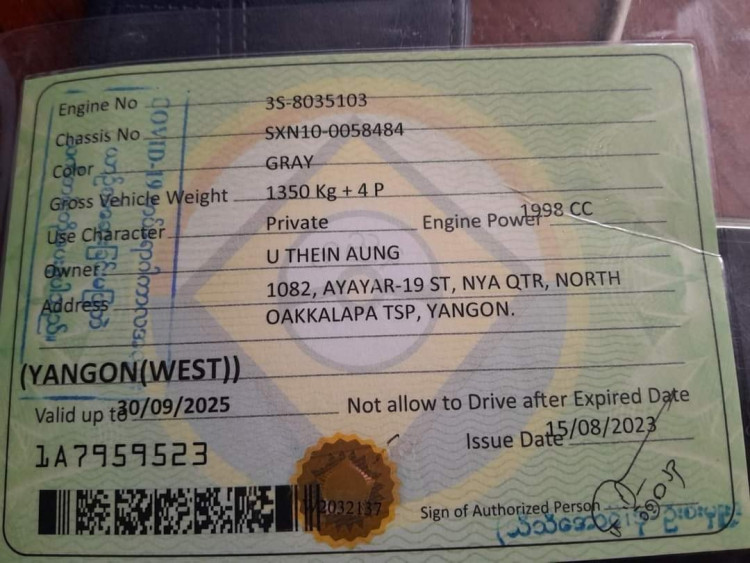 Engine No 3S-8035103
Chassis No SXN10-0058484
Color GRAY
Gross Vehicle Weight 1350 Kg + 4 P
Use Character Private Engine Power 1998 CC
Owner U THEIN AUNG
Address 1082, AYAYAR-19 ST, NYA QTR, NORTH
OAKKALAPA TSP, YANGON.
(YANGON(WEST))
Valid up to 30/09/2025 Not allow to Drive after Expired Date
Issue Date 15/08/2023
1A7959523
2032137
Sign of Authorized Person
COVID-19